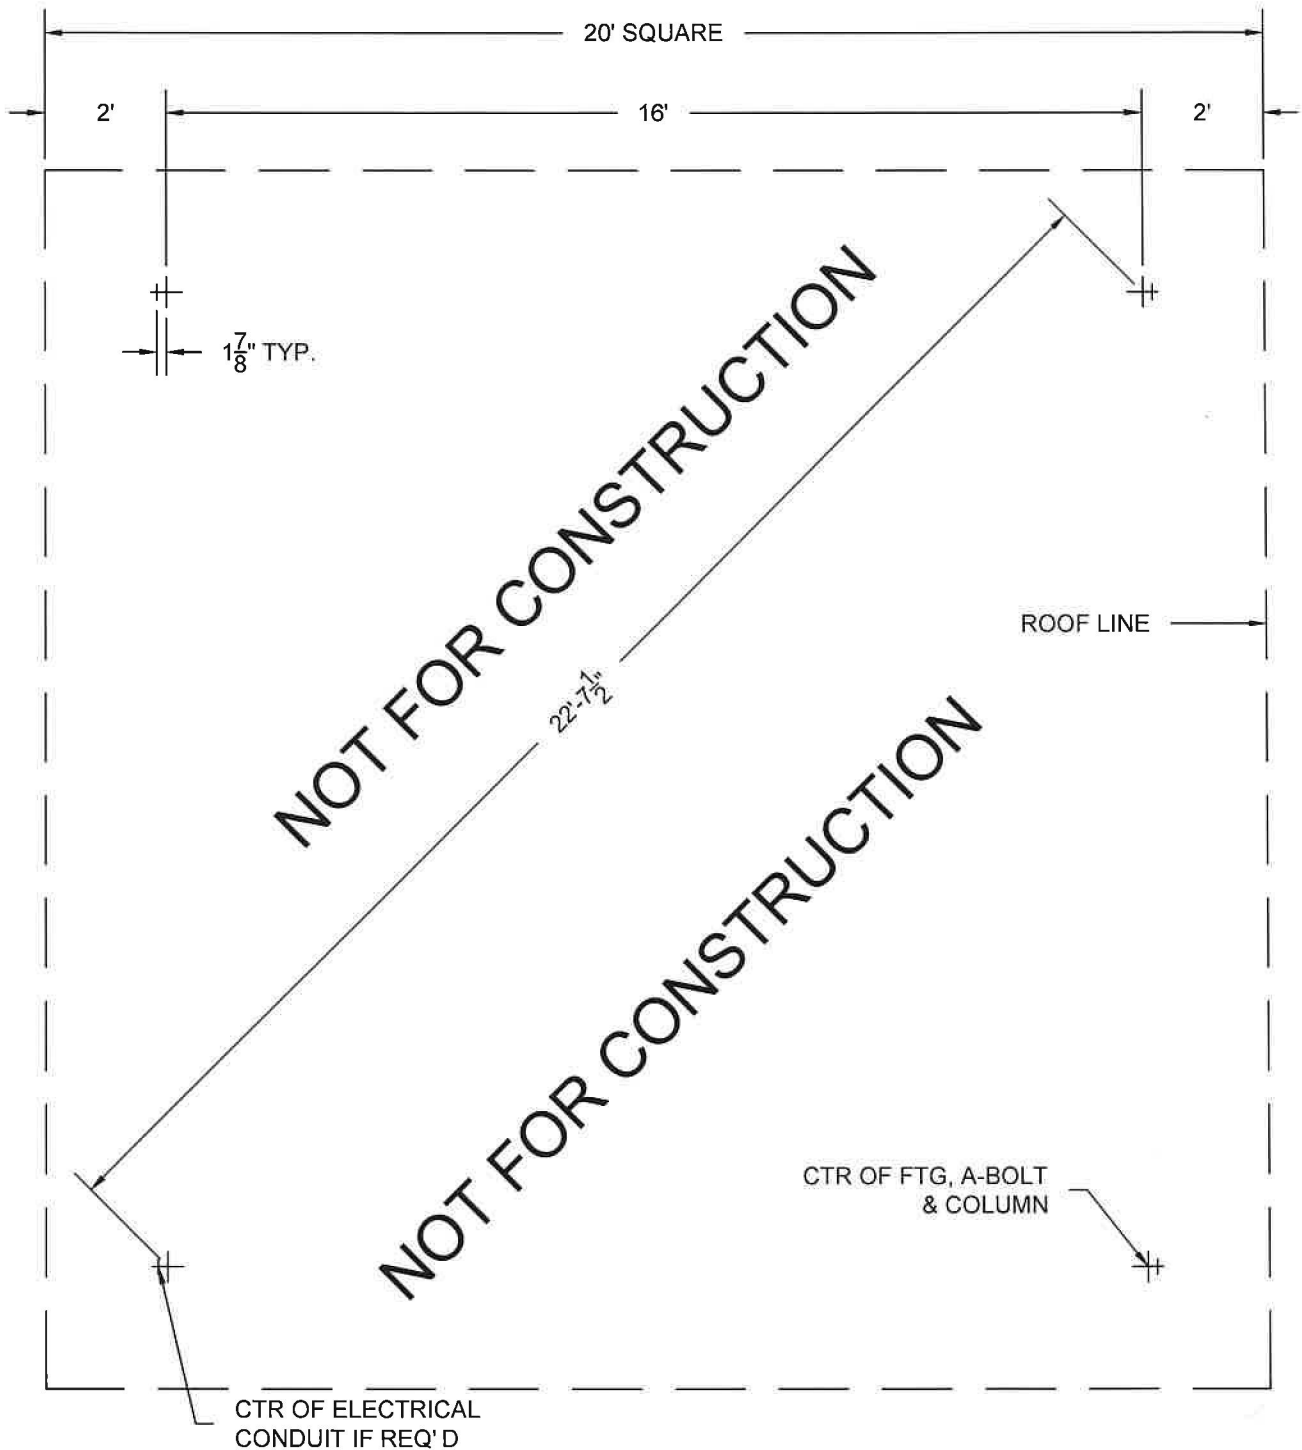 20' SQUARE
2'
16'
2'
1 7/8" TYP.
NOT FOR CONSTRUCTION
ROOF LINE
22'-7 1/2"
NOT FOR CONSTRUCTION
CTR OF FTG, A-BOLT
& COLUMN
CTR OF ELECTRICAL
CONDUIT IF REQ'D